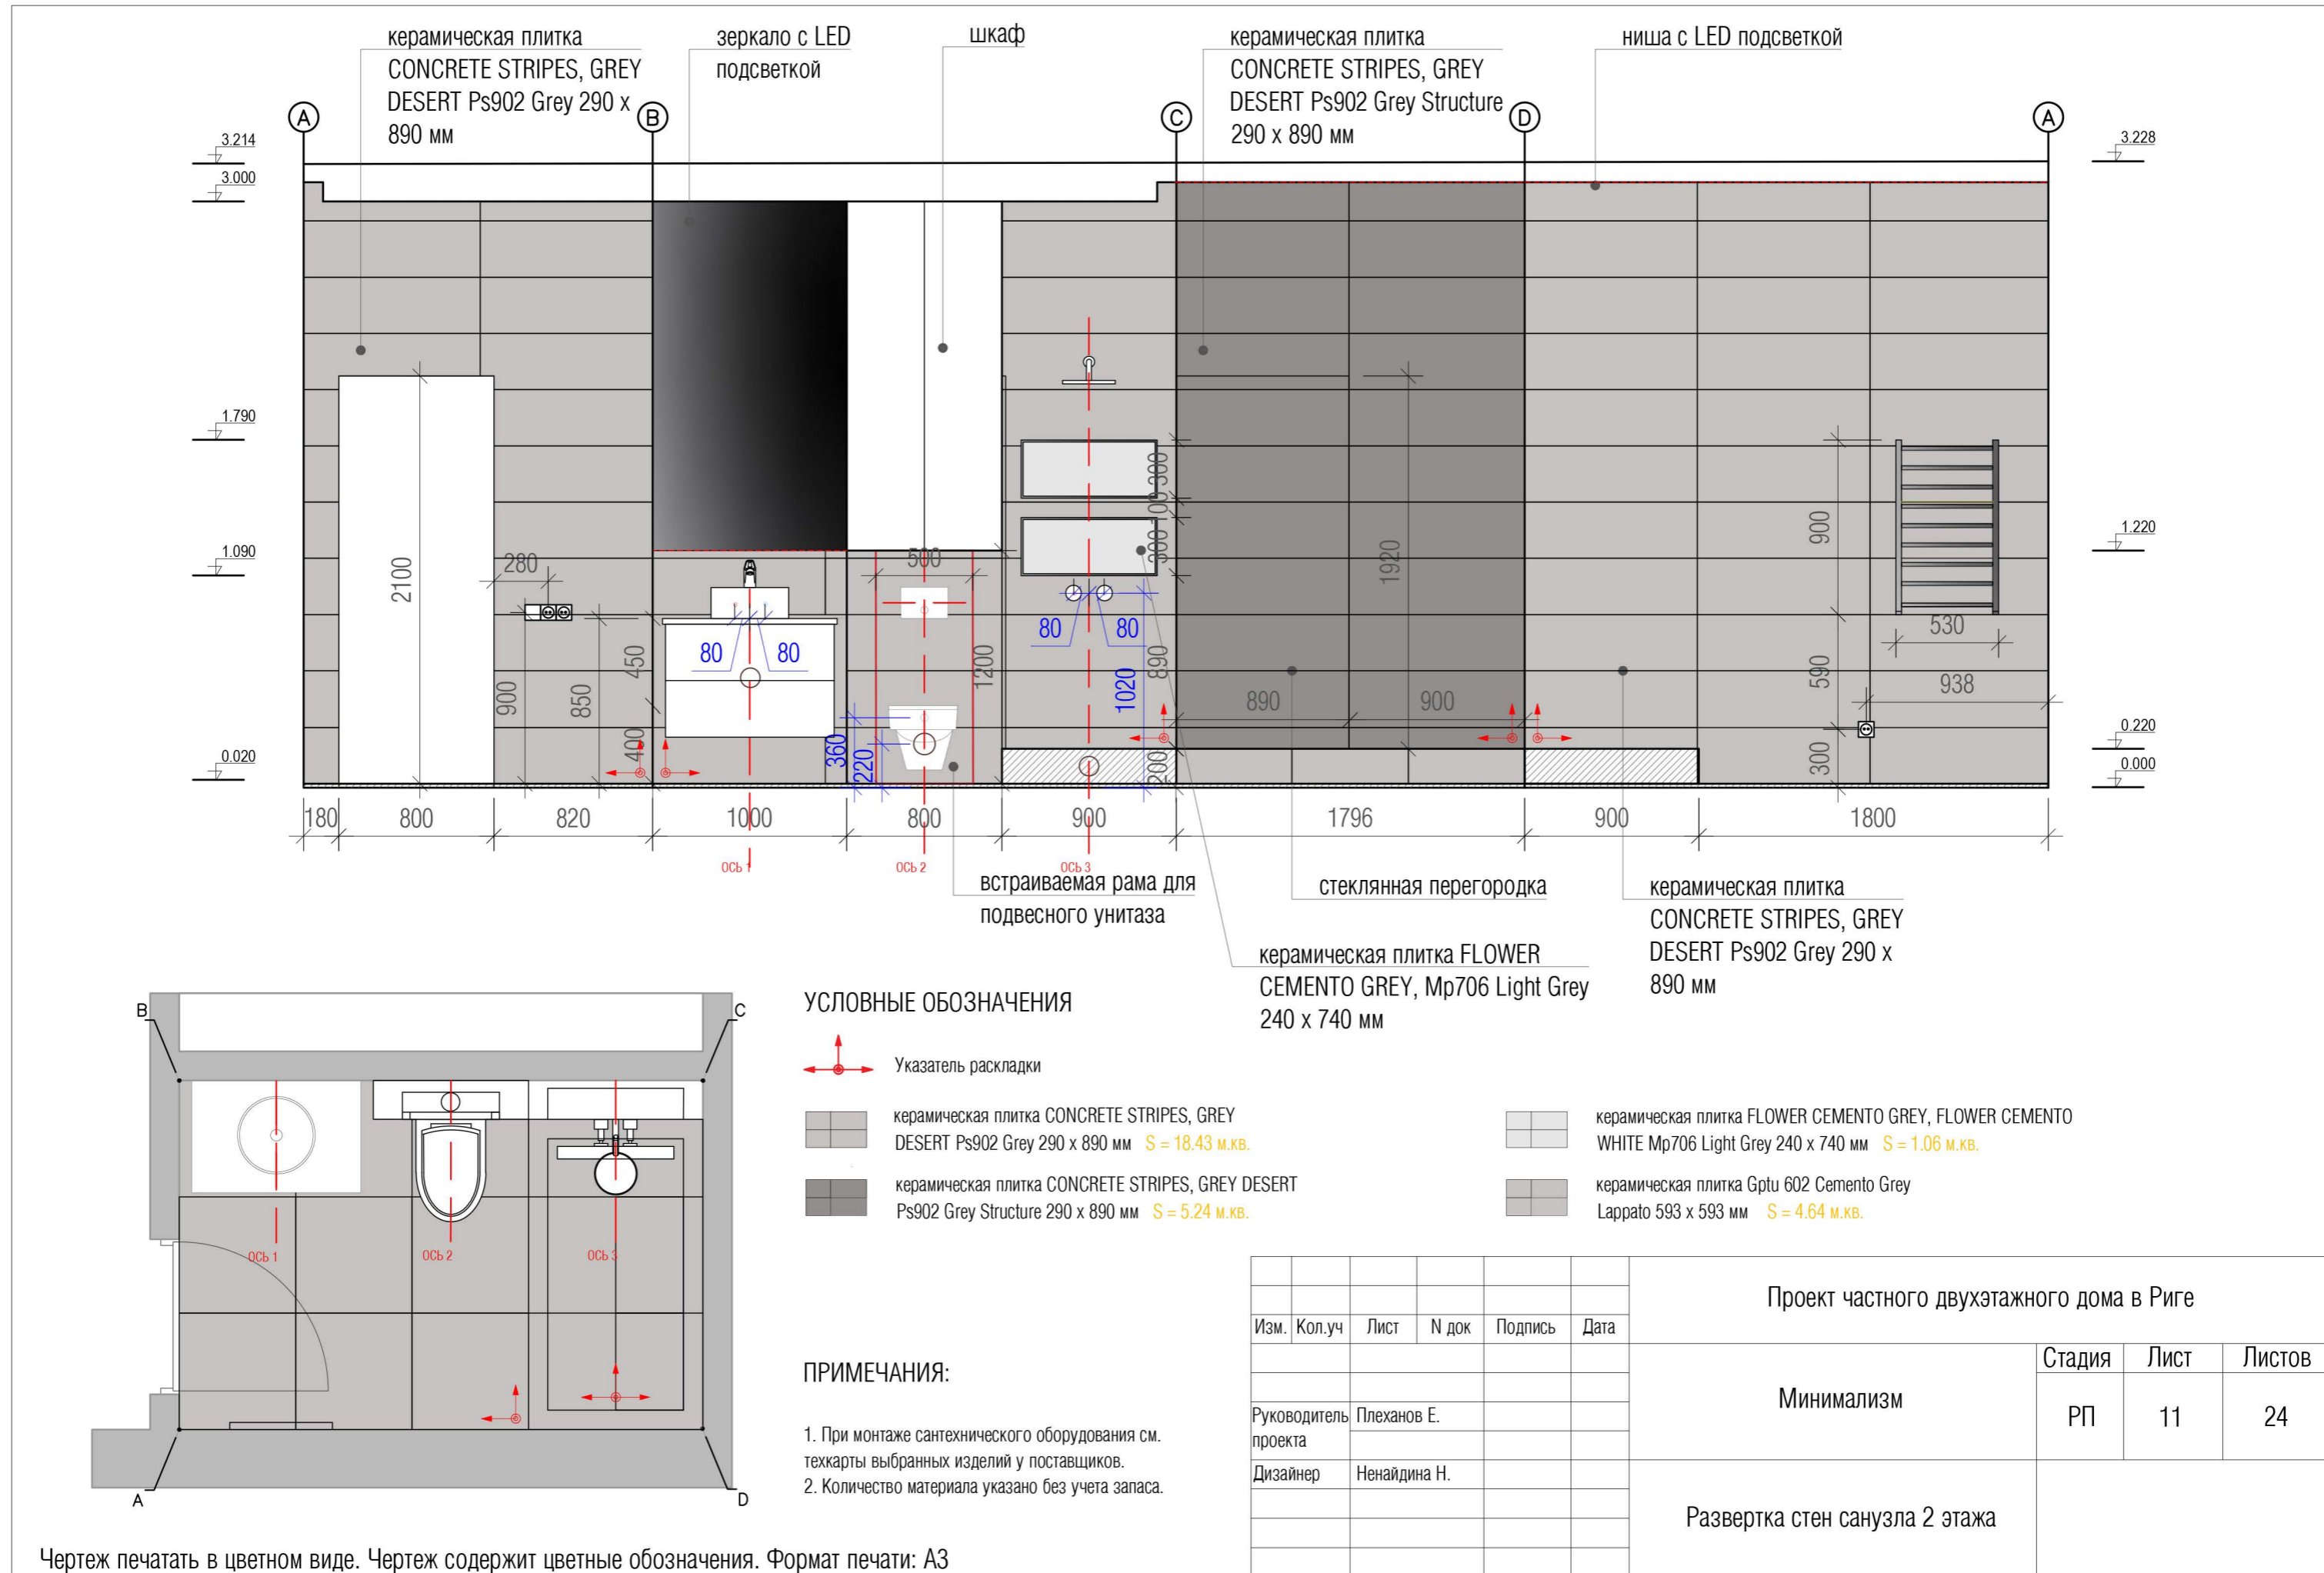 керамическая плитка
CONCRETE STRIPES, GREY
DESERT Ps902 Grey 290 x
890 мм
зеркало с LED
подсветкой
шкаф
керамическая плитка
CONCRETE STRIPES, GREY
DESERT Ps902 Grey Structure
290 x 890 мм
ниша с LED подсветкой
A
B
C
D
A
3.214
3.000
1.790
1.090
0.020
3.228
1.220
0.220
0.000
2100
280
900
850
450
400
80
80
500
1200
360
220
300
100
300
80
80
890
1020
200
1920
890
900
900
590
300
530
938
180
800
820
1000
800
900
1796
900
1800
ОСЬ 1
ОСЬ 2
ОСЬ 3
встраиваемая рама для
подвесного унитаза
стеклянная перегородка
керамическая плитка
CONCRETE STRIPES, GREY
DESERT Ps902 Grey 290 x
890 мм
керамическая плитка FLOWER
CEMENTO GREY, Mp706 Light Grey
240 x 740 мм
B
C
ОСЬ 1
ОСЬ 2
ОСЬ 3
A
D
УСЛОВНЫЕ ОБОЗНАЧЕНИЯ
Указатель раскладки
керамическая плитка CONCRETE STRIPES, GREY
DESERT Ps902 Grey 290 x 890 мм S = 18.43 м.кв.
керамическая плитка CONCRETE STRIPES, GREY DESERT
Ps902 Grey Structure 290 x 890 мм S = 5.24 м.кв.
керамическая плитка FLOWER CEMENTO GREY, FLOWER CEMENTO
WHITE Mp706 Light Grey 240 x 740 мм S = 1.06 м.кв.
керамическая плитка Gptu 602 Cemento Grey
Lappato 593 x 593 мм S = 4.64 м.кв.
ПРИМЕЧАНИЯ:
1. При монтаже сантехнического оборудования см.
техкарты выбранных изделий у поставщиков.
2. Количество материала указано без учета запаса.
Изм. Кол.уч Лист N док Подпись Дата
Руководитель Плеханов Е.
проекта
Дизайнер Ненайдина Н.
Проект частного двухэтажного дома в Риге
Минимализм
Стадия Лист Листов
РП 11 24
Развертка стен санузла 2 этажа
Чертеж печатать в цветном виде. Чертеж содержит цветные обозначения. Формат печати: А3